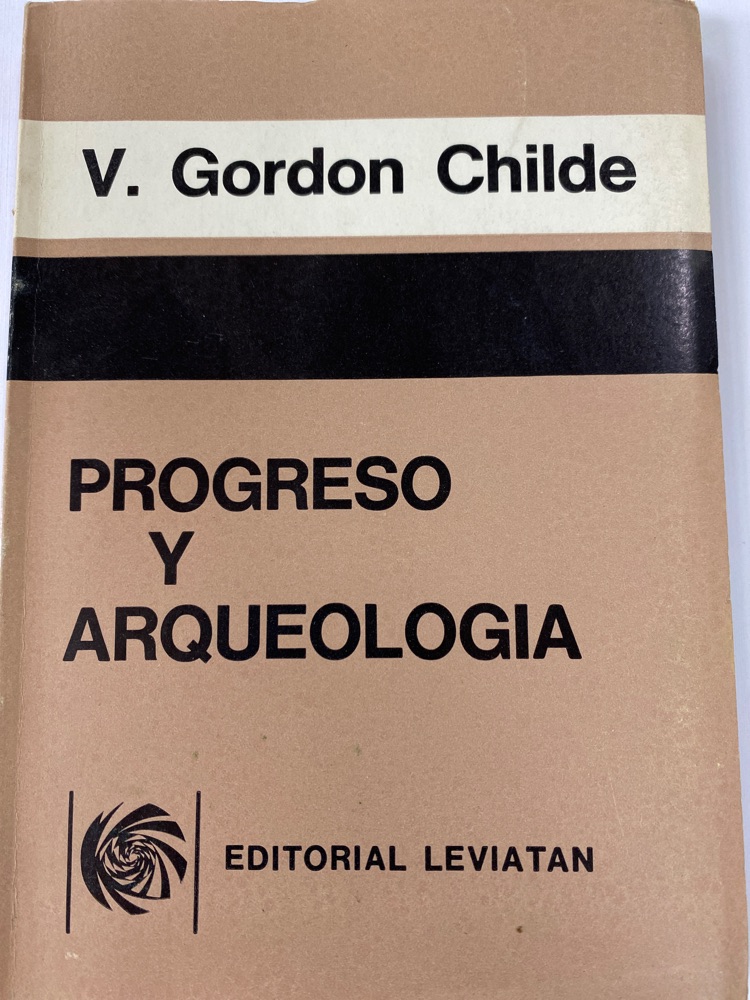 V. Gordon Childe
PROGRESO
Y
ARQUEOLOGIA
EDITORIAL LEVIATAN